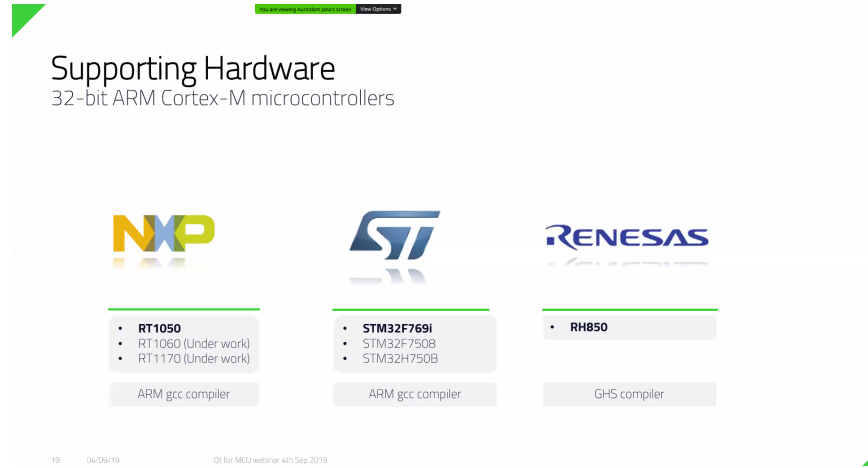 You are viewing Aurindam Jana's screen View Options
Supporting Hardware
32-bit ARM Cortex-M microcontrollers
NXP
ST
RENESAS
• RT1050
• RT1060 (Under work)
• RT1170 (Under work)
ARM gcc compiler
• STM32F769i
• STM32F7508
• STM32H750B
ARM gcc compiler
• RH850
GHS compiler
19 04/09/19 Qt for MCU webinar 4th Sep 2019